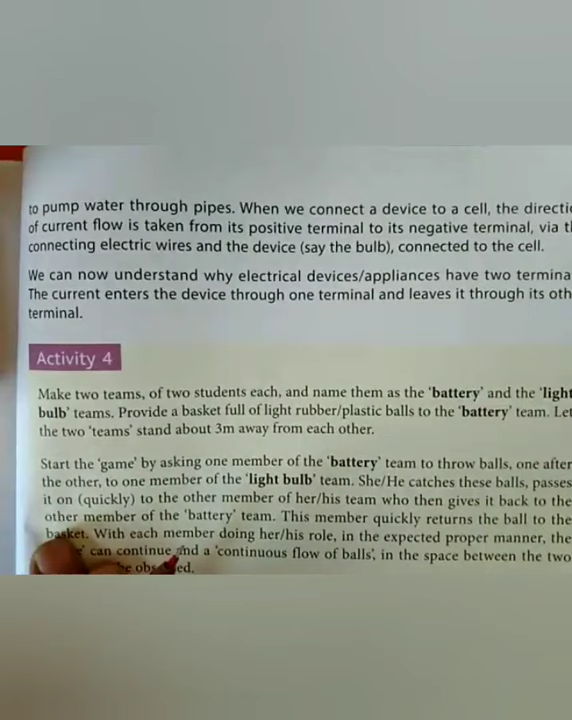 to pump water through pipes. When we connect a device to a cell, the directi
of current flow is taken from its positive terminal to its negative terminal, via t
connecting electric wires and the device (say the bulb), connected to the cell.
We can now understand why electrical devices/appliances have two termina
The current enters the device through one terminal and leaves it through its oth
terminal.
Activity 4
Make two teams, of two students each, and name them as the 'battery' and the 'light
bulb' teams. Provide a basket full of light rubber/plastic balls to the 'battery' team. Let
the two 'teams' stand about 3m away from each other.
Start the 'game' by asking one member of the 'battery' team to throw balls, one after
the other, to one member of the 'light bulb' team. She/He catches these balls, passes
it on (quickly) to the other member of her/his team who then gives it back to the
other member of the 'battery' team. This member quickly returns the ball to the
basket. With each member doing her/his role, in the expected proper manner, the
can continue and a 'continuous flow of balls', in the space between the two